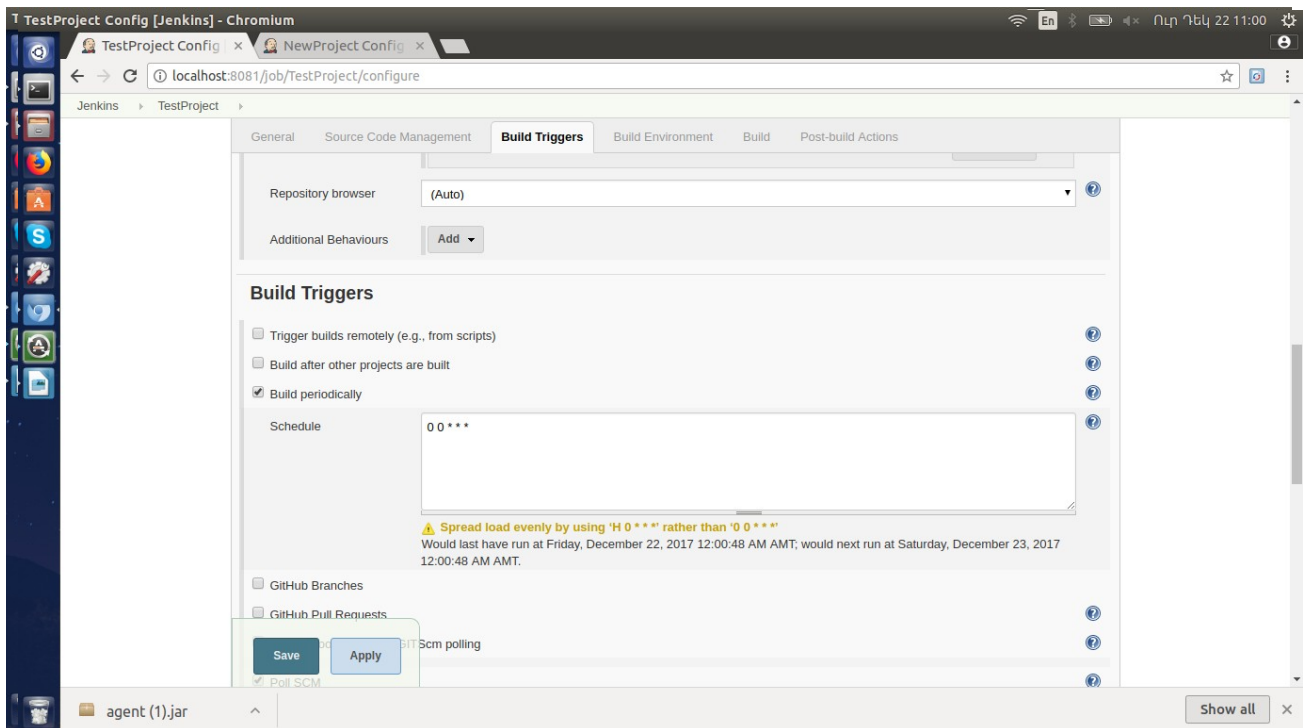 TestProject Config [Jenkins] - Chromium
En
Ուր Դեկ 22 11:00
TestProject Config
NewProject Config
localhost:8081/job/TestProject/configure
Jenkins
TestProject
General
Source Code Management
Build Triggers
Build Environment
Build
Post-build Actions
Repository browser
(Auto)
Additional Behaviours
Add
Build Triggers
Trigger builds remotely (e.g., from scripts)
Build after other projects are built
Build periodically
Schedule
0 0 * * *
Spread load evenly by using ‘H 0 * * *’ rather than ‘0 0 * * *’
Would last have run at Friday, December 22, 2017 12:00:48 AM AMT; would next run at Saturday, December 23, 2017
12:00:48 AM AMT.
GitHub Branches
GitHub Pull Requests
Scm polling
Save
Apply
Poll SCM
agent (1).jar
Show all